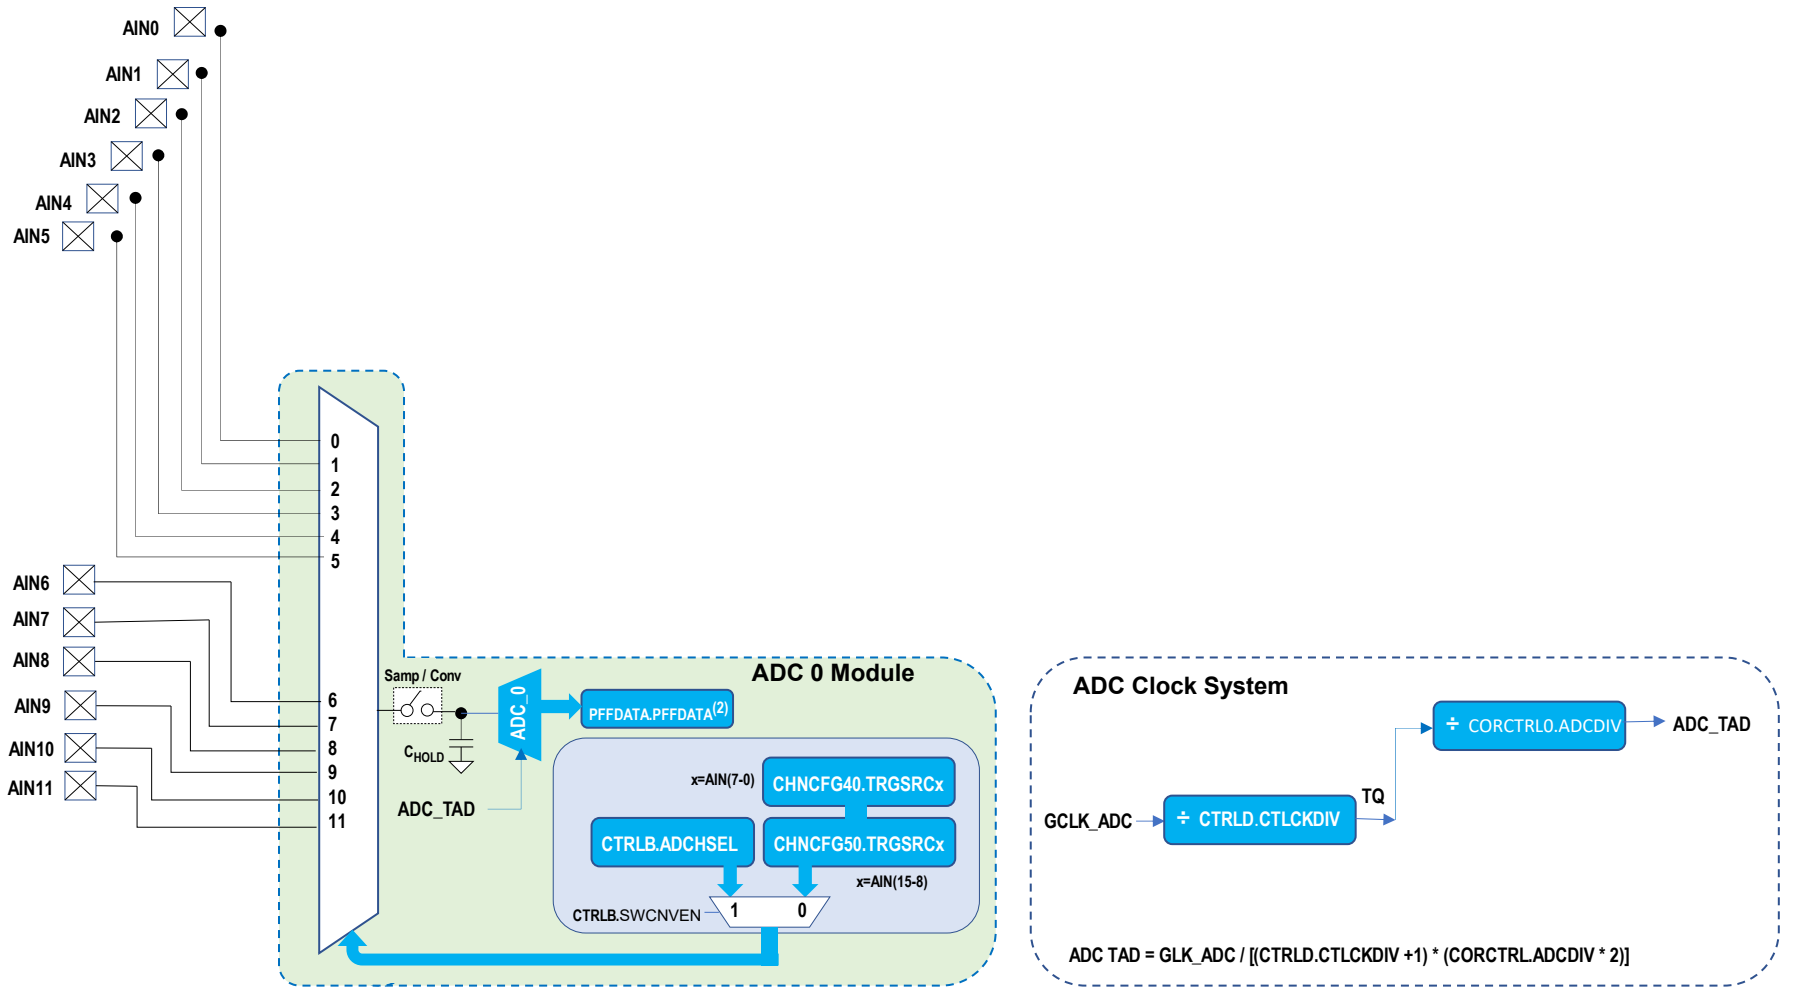 AIN0
AIN1
AIN2
AIN3
AIN4
AIN5
0
1
2
3
4
5
AIN6
AIN7
AIN8
AIN9
AIN10
AIN11
6
7
8
9
10
11
Samp / Conv
CHOLD
ADC_0
ADC_TAD
ADC 0 Module
PFFDATA.PFFDATA(2)
x=AIN(7-0)
CHNCFG40.TRGSRCx
CTRLB.ADCHSEL
CHNCFG50.TRGSRCx
x=AIN(15-8)
CTRLB.SWCNVEN
1
0
ADC Clock System
÷ CORCTRL0.ADCDIV
ADC_TAD
TQ
GCLK_ADC
÷ CTRLD.CTLCKDIV
ADC TAD = GLK_ADC / [(CTRLD.CTLCKDIV +1) * (CORCTRL.ADCDIV * 2)]